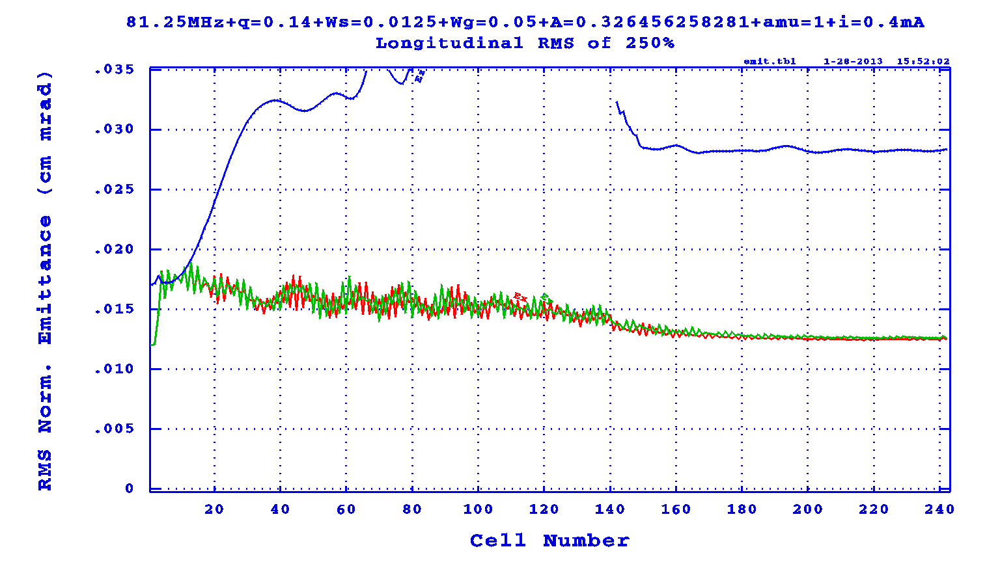 81.25MHz+q=0.14+Ws=0.0125+Wg=0.05+A=0.326456258281+amu=1+i=0.4mA
Longitudinal RMS of 250%
emit.tbl 1-28-2013 15:52:02
RMS Norm. Emittance (cm mrad)
.035
.030
.025
.020
.015
.010
.005
0
Ez
20 40 60 80 100 120 140 160 180 200 220 240
Cell Number